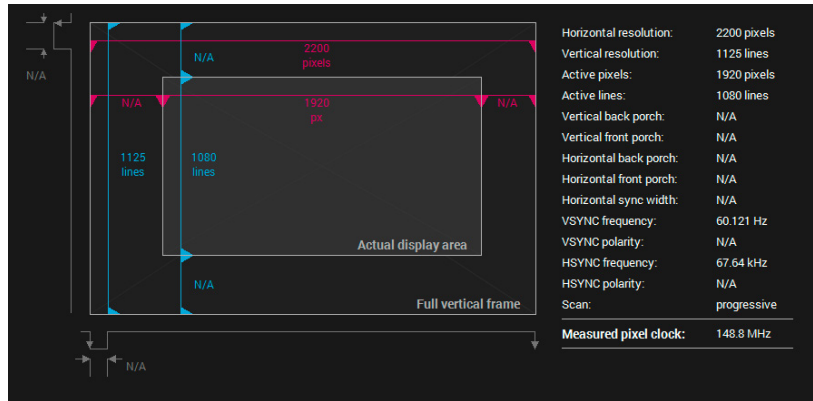 N/A
N/A
2200
pixels
N/A
1920
px
N/A
1125
lines
1080
lines
Actual display area
N/A
Full vertical frame
N/A
Horizontal resolution: 2200 pixels
Vertical resolution: 1125 lines
Active pixels: 1920 pixels
Active lines: 1080 lines
Vertical back porch: N/A
Vertical front porch: N/A
Horizontal back porch: N/A
Horizontal front porch: N/A
Horizontal sync width: N/A
VSYNC frequency: 60.121 Hz
VSYNC polarity: N/A
HSYNC frequency: 67.64 kHz
HSYNC polarity: N/A
Scan: progressive
Measured pixel clock: 148.8 MHz